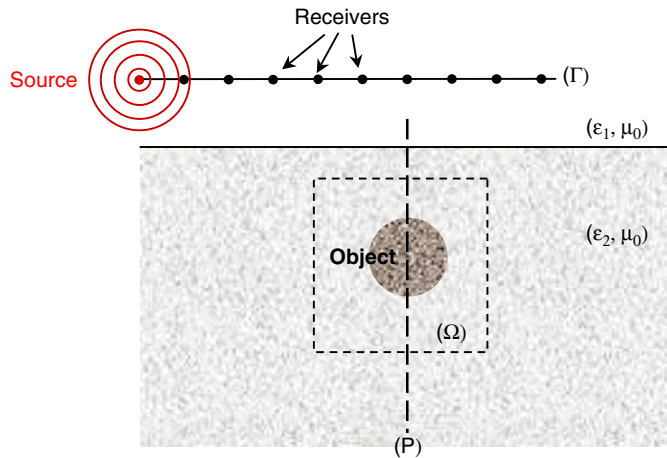 Receivers
Source
(Γ)
(ε₁, μ₀)
(ε₂, μ₀)
Object
(Ω)
(P)